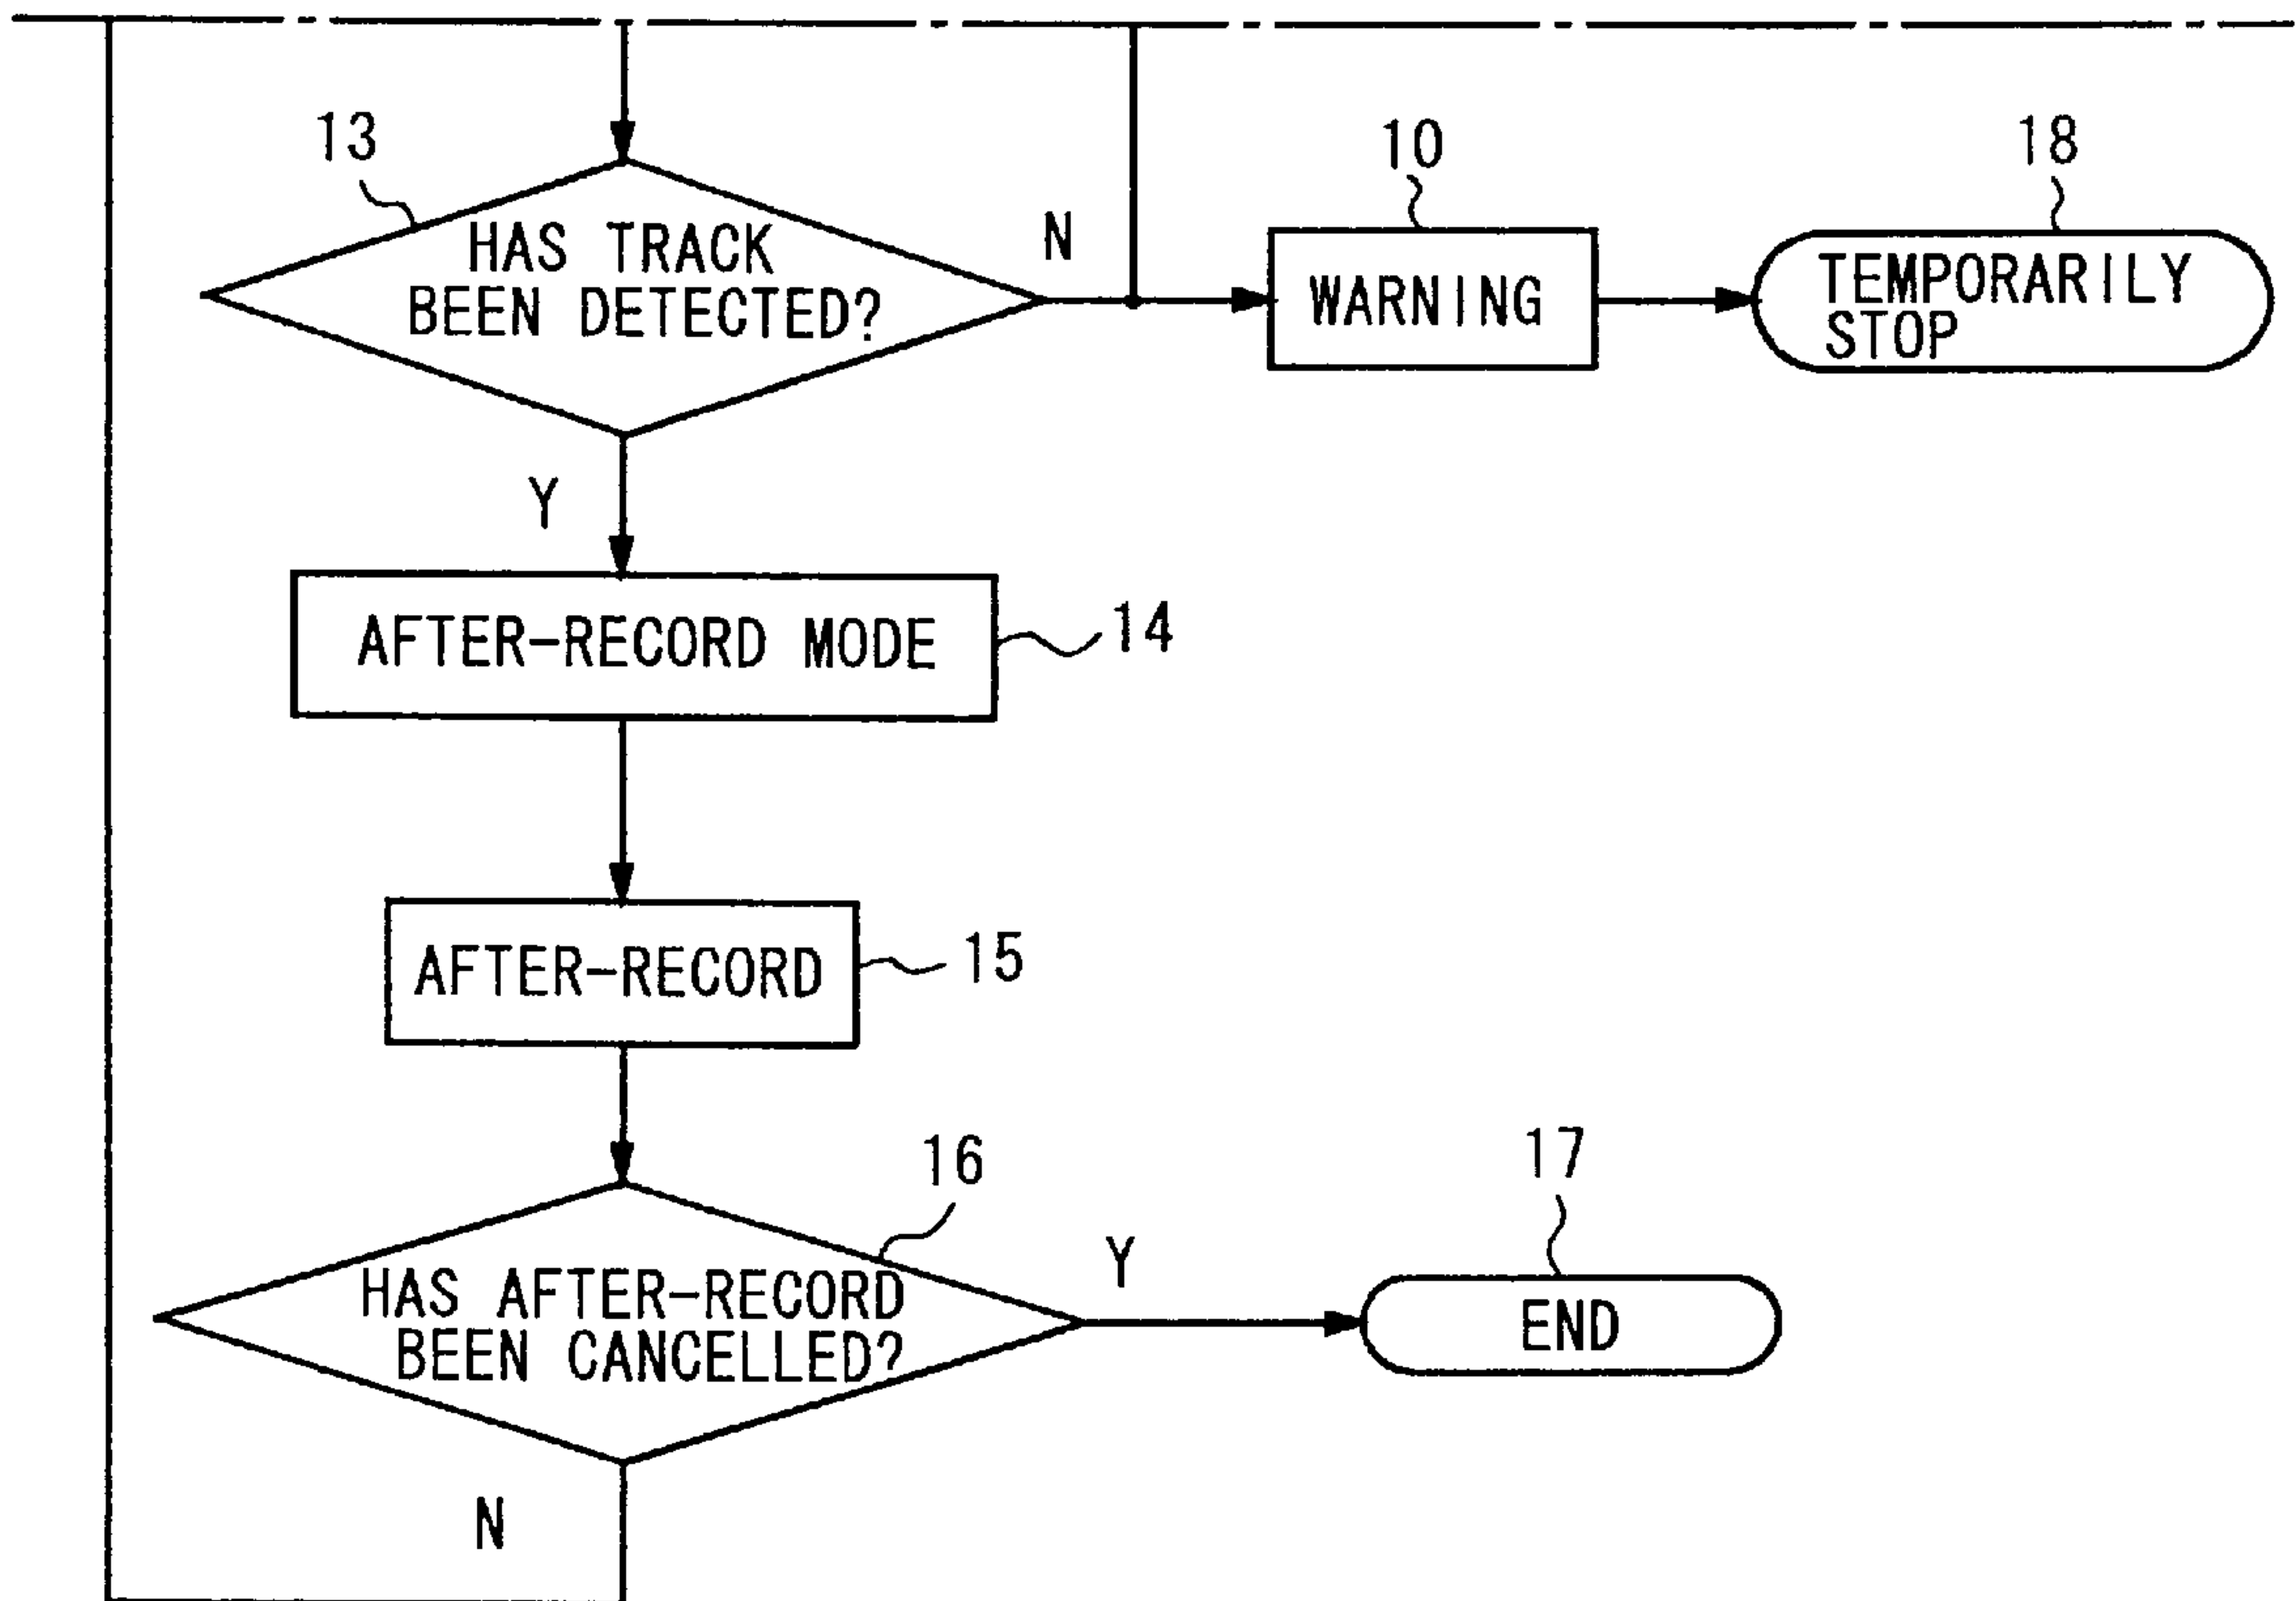 13
10
18
HAS TRACK
BEEN DETECTED?
N
WARNING
TEMPORARILY
STOP
Y
AFTER-RECORD MODE
14
AFTER-RECORD
15
16
17
HAS AFTER-RECORD
BEEN CANCELLED?
Y
END
N